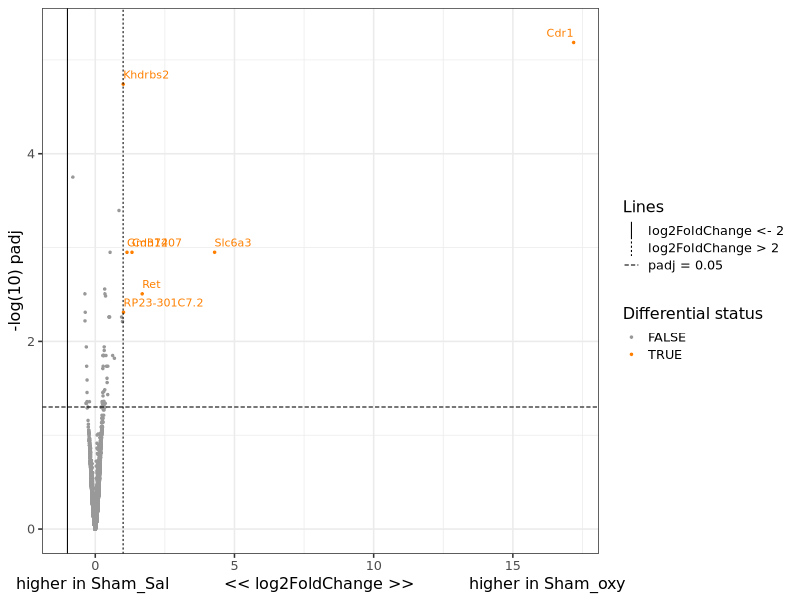 Cdr1
Khdrbs2
Slc6a3
Ret
RP23-301C7.2
4
2
0
-log(10) padj
0
5
10
15
higher in Sham_Sal
<< log2FoldChange >>
higher in Sham_oxy
Lines
log2FoldChange <- 2
log2FoldChange > 2
padj = 0.05
Differential status
FALSE
TRUE